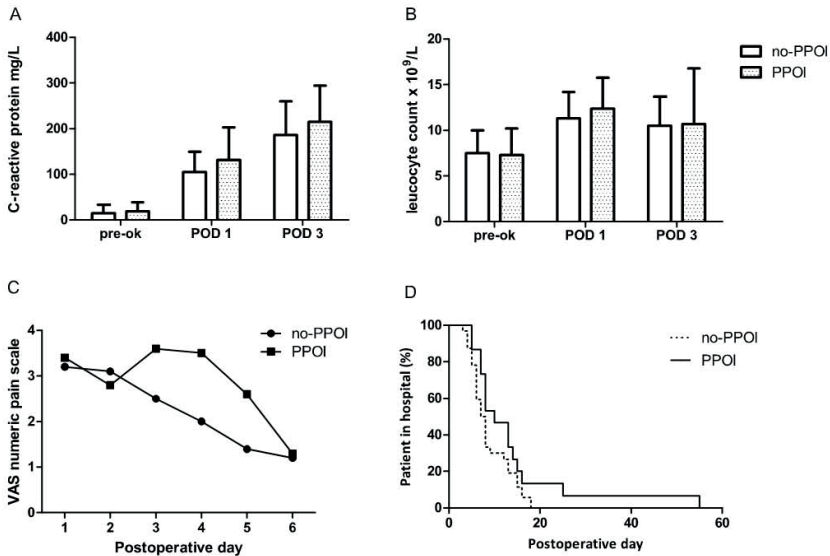 A
C-reactive protein mg/L
400
300
200
100
0
pre-ok POD 1 POD 3
B
leucocyte count x 10⁹/L
20
15
10
5
0
pre-ok POD 1 POD 3
no-PPOI
PPOI
C
VAS numeric pain scale
4
3
2
1
0
1 2 3 4 5 6
Postoperative day
no-PPOI
PPOI
D
Patient in hospital (%)
100
80
60
40
20
0
0 20 40 60
Postoperative day
no-PPOI
PPOI